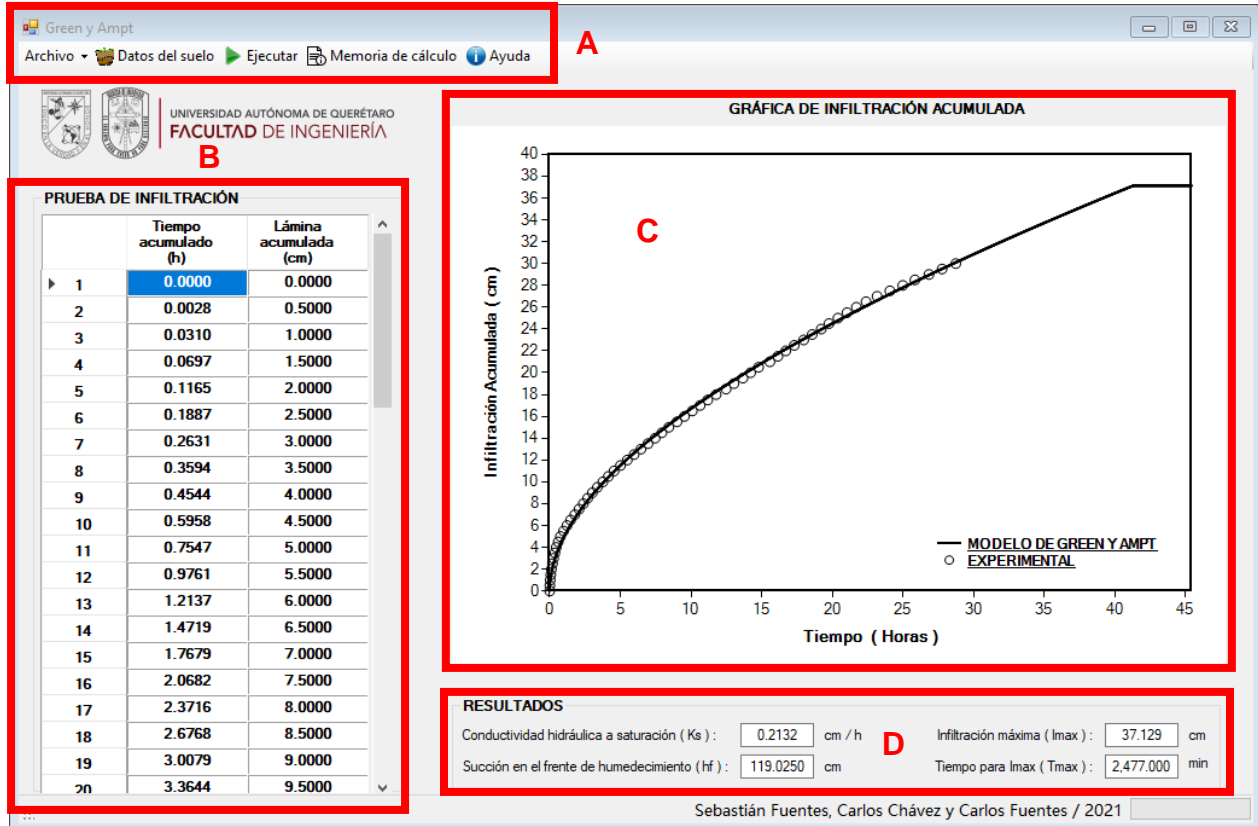 Green y Ampt
Archivo Datos del suelo Ejecutar Memoria de cálculo Ayuda
A
UNIVERSIDAD AUTÓNOMA DE QUERÉTARO
FACULTAD DE INGENIERÍA
B
PRUEBA DE INFILTRACIÓN
Tiempo acumulado (h) Lámina acumulada (cm)
1 0.0000 0.0000
2 0.0028 0.5000
3 0.0310 1.0000
4 0.0697 1.5000
5 0.1165 2.0000
6 0.1887 2.5000
7 0.2631 3.0000
8 0.3594 3.5000
9 0.4544 4.0000
10 0.5958 4.5000
11 0.7547 5.0000
12 0.9761 5.5000
13 1.2137 6.0000
14 1.4719 6.5000
15 1.7679 7.0000
16 2.0682 7.5000
17 2.3716 8.0000
18 2.6768 8.5000
19 3.0079 9.0000
20 3.3644 9.5000
GRÁFICA DE INFILTRACIÓN ACUMULADA
C
Infiltración Acumulada ( cm )
40
38
36
34
32
30
28
26
24
22
20
18
16
14
12
10
8
6
4
2
0
MODELO DE GREEN Y AMPT
EXPERIMENTAL
0 5 10 15 20 25 30 35 40 45
Tiempo ( Horas )
RESULTADOS
Conductividad hidráulica a saturación ( Ks ) : 0.2132 cm / h
Succión en el frente de humedecimiento ( hf ) : 119.0250 cm
D
Infiltración máxima ( Imax ) : 37.129 cm
Tiempo para Imax ( Tmax ) : 2,477.000 min
Sebastián Fuentes, Carlos Chávez y Carlos Fuentes / 2021